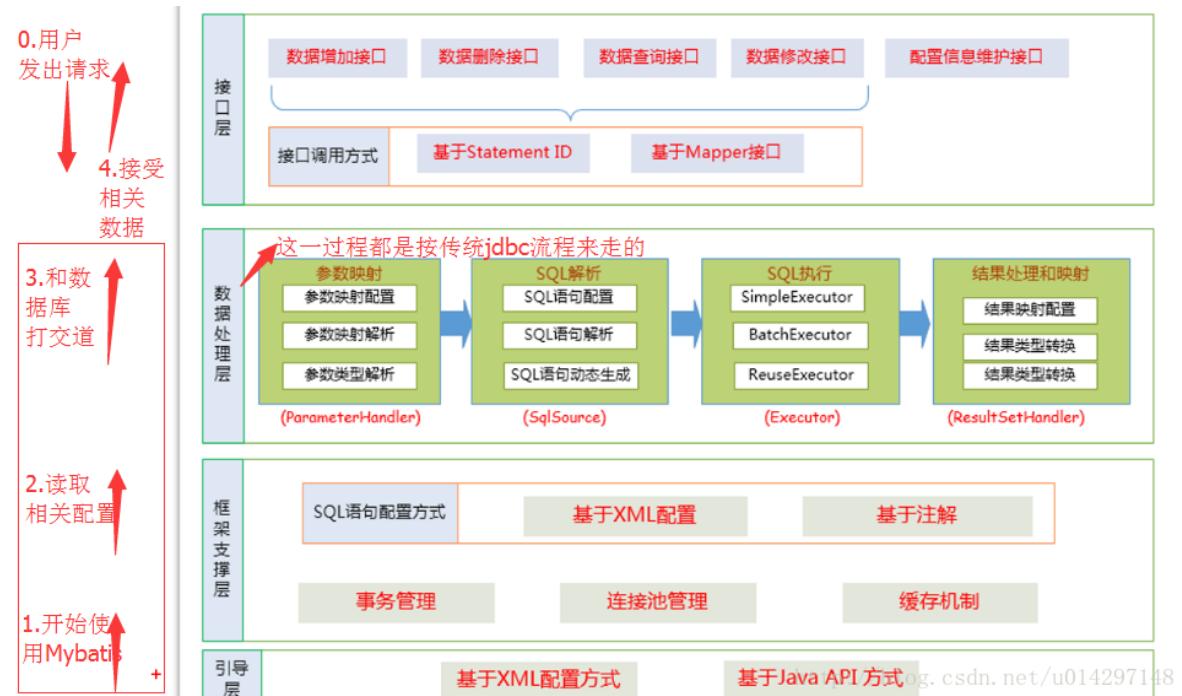 0.用户
发出请求
4.接受
相关
数据
3.和数
据库
打交道
2.读取
相关配置
1.开始使
用Mybatis
+
接口层
数据增加接口
数据删除接口
数据查询接口
数据修改接口
配置信息维护接口
接口调用方式
基于Statement ID
基于Mapper接口
数据处理层
这一过程都是按传统jdbc流程来走的
参数映射
参数映射配置
参数映射解析
参数类型解析
(ParameterHandler)
SQL解析
SQL语句配置
SQL语句解析
SQL语句动态生成
(SqlSource)
SQL执行
SimpleExecutor
BatchExecutor
ReuseExecutor
(Executor)
结果处理和映射
结果映射配置
结果类型转换
结果类型转换
(ResultSetHandler)
框架支撑层
SQL语句配置方式
基于XML配置
基于注解
事务管理
连接池管理
缓存机制
引导
层
基于XML配置方式
基于Java API 方式
http://blog.csdn.net/u014297148